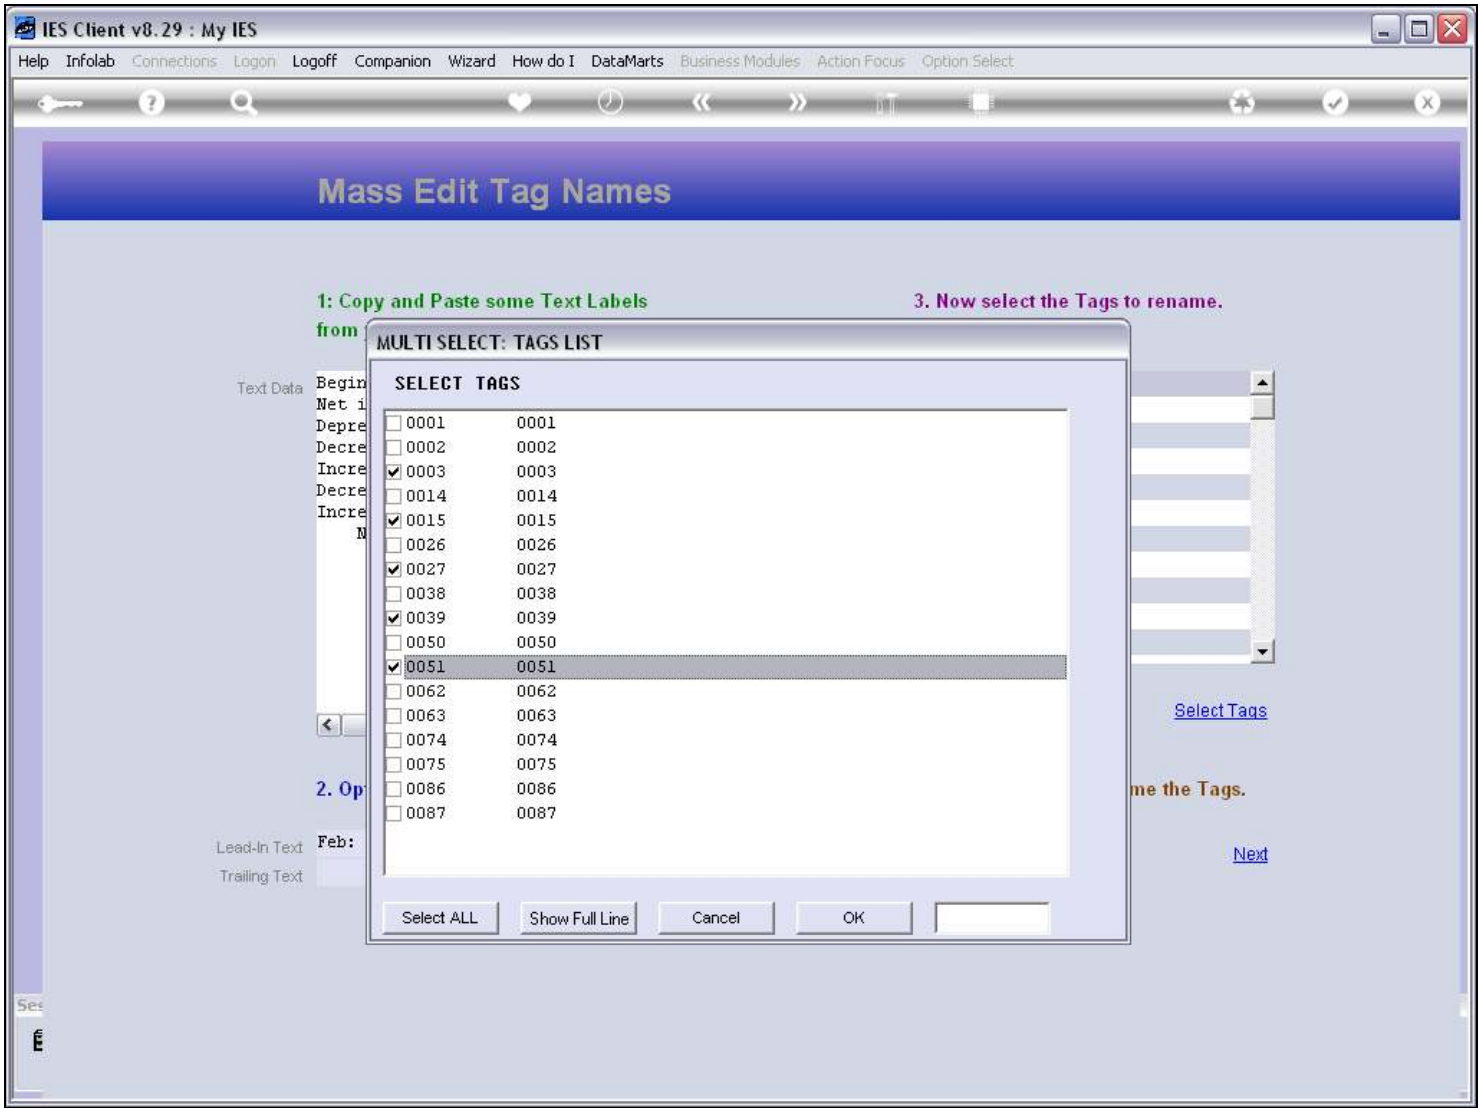 IES Client v8.29 : My IES
Help Infolab Connections Logon Logoff Companion Wizard How do I DataMarts Business Modules Action Focus Option Select
Mass Edit Tag Names
1: Copy and Paste some Text Labels
from
3. Now select the Tags to rename.
Text Data
Begin
Net i
Depre
Decre
Incre
Decre
Incre
N
MULTI SELECT: TAGS LIST
SELECT TAGS
0001 0001
0002 0002
0003 0003
0014 0014
0015 0015
0026 0026
0027 0027
0038 0038
0039 0039
0050 0050
0051 0051
0062 0062
0063 0063
0074 0074
0075 0075
0086 0086
0087 0087
Select ALL Show Full Line Cancel OK
Select Tags
2. Op
me the Tags.
Lead-In Text Feb:
Trailing Text
Next
Ses